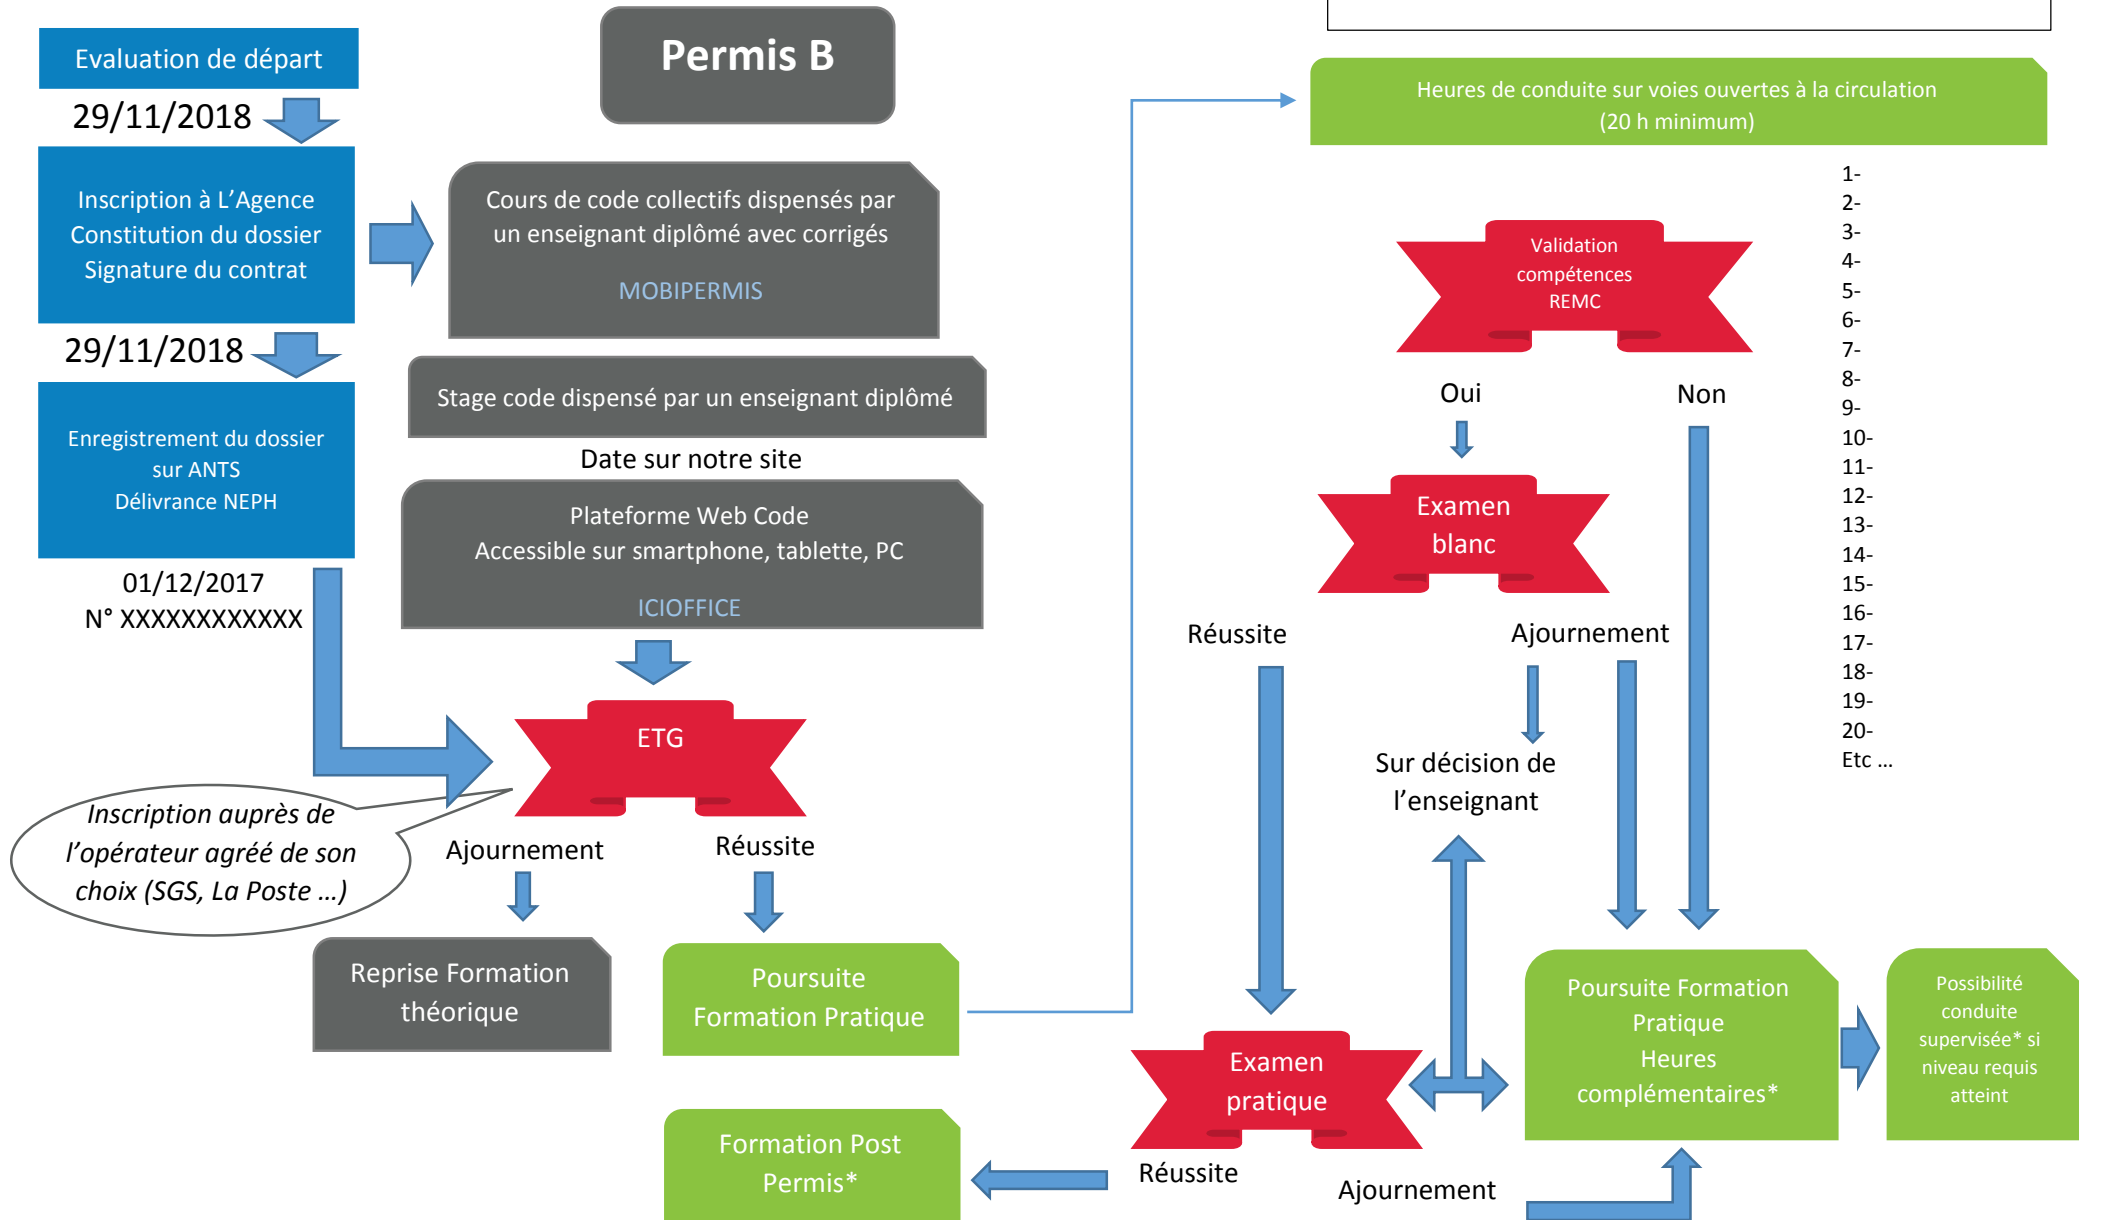 Permis B
Evaluation de départ
29/11/2018
Inscription à L’Agence
Constitution du dossier
Signature du contrat
29/11/2018
Enregistrement du dossier
sur ANTS
Délivrance NEPH
01/12/2017
N° XXXXXXXXXXXX
Cours de code collectifs dispensés par
un enseignant diplômé avec corrigés
MOBIPERMIS
Stage code dispensé par un enseignant diplômé
Date sur notre site
Plateforme Web Code
Accessible sur smartphone, tablette, PC
ICIOFFICE
ETG
Inscription auprès de
l’opérateur agréé de son
choix (SGS, La Poste …)
Ajournement
Réussite
Reprise Formation
théorique
Poursuite
Formation Pratique
Heures de conduite sur voies ouvertes à la circulation
(20 h minimum)
1-
2-
3-
4-
5-
6-
7-
8-
9-
10-
11-
12-
13-
14-
15-
16-
17-
18-
19-
20-
Etc …
Validation
compétences
REMC
Oui
Non
Examen
blanc
Réussite
Ajournement
Sur décision de
l’enseignant
Examen
pratique
Poursuite Formation
Pratique
Heures
complémentaires*
Possibilité
conduite
supervisée* si
niveau requis
atteint
Réussite
Ajournement
Formation Post
Permis*